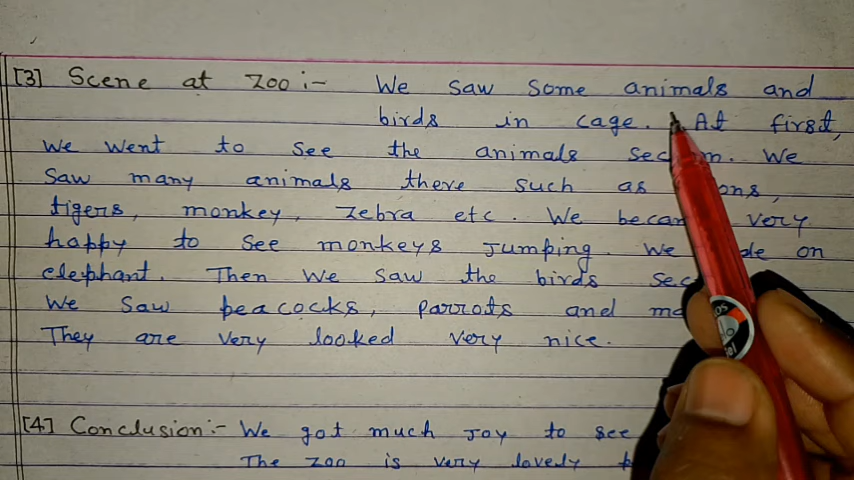 [3] Scene at Zoo :- We saw some animals and
birds in cage. At first,
We went to see the animals We
Saw many animals there such as
tigers, monkey, zebra etc. We very
happy to see monkeys Jumping. We on
elephant. Then We saw the birds
We Saw peacocks, parrots and
They are very looked very nice.
[4] Conclusion :- We got much Joy to see
The zoo is very lovely